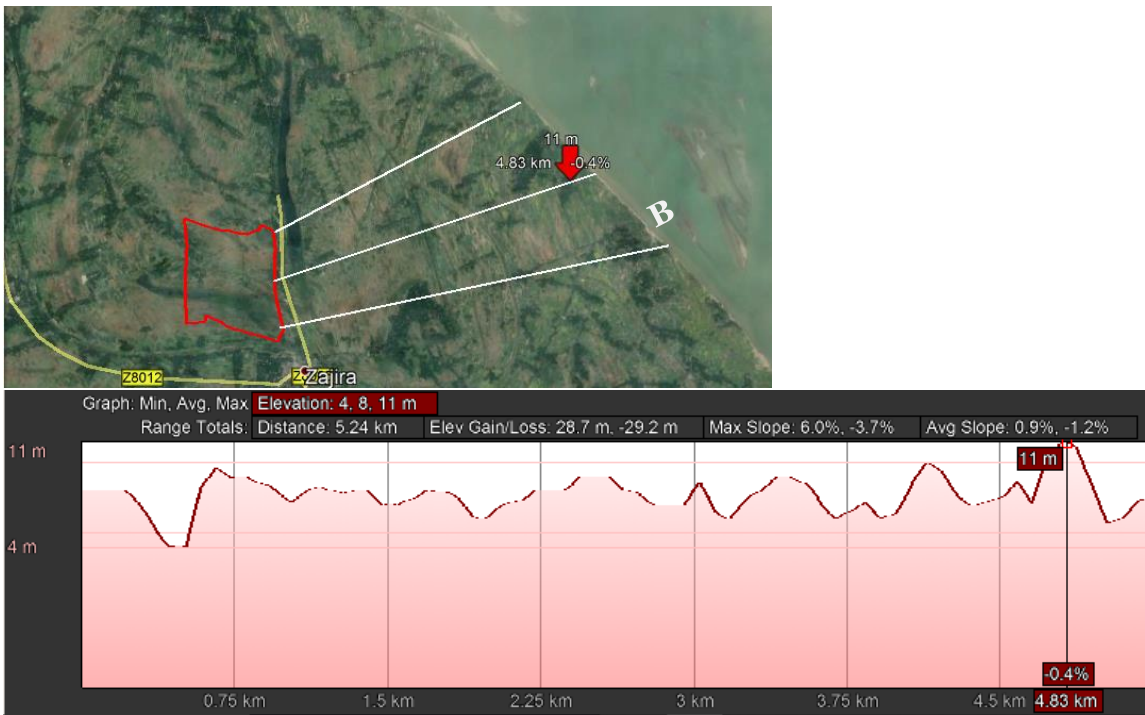 11 m
4.83 km -0.4%
B
Z8012
Zajira
Graph: Min, Avg, Max Elevation: 4, 8, 11 m
Range Totals: Distance: 5.24 km Elev Gain/Loss: 28.7 m, -29.2 m Max Slope: 6.0%, -3.7% Avg Slope: 0.9%, -1.2%
11 m
11 m
4 m
-0.4%
0.75 km 1.5 km 2.25 km 3 km 3.75 km 4.5 km 4.83 km